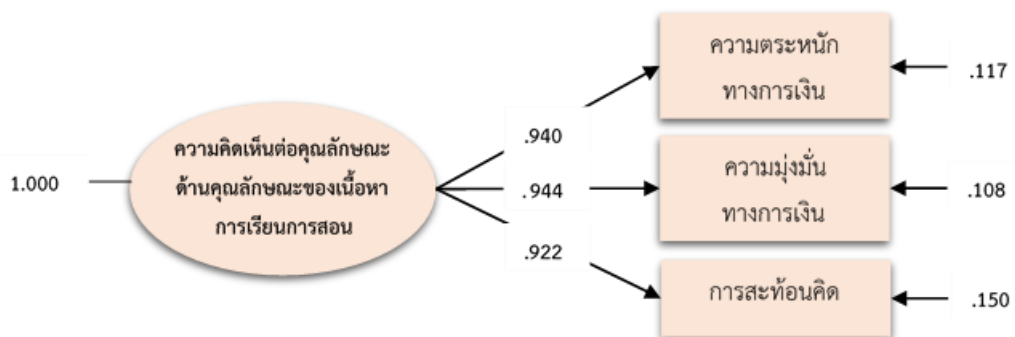 ความตระหนัก
ทางการเงิน
.117
.940
ความคิดเห็นต่อคุณลักษณะ
ด้านคุณลักษณะของเนื้อหา
การเรียนการสอน
1.000
.944
ความมุ่งมั่น
ทางการเงิน
.108
.922
การสะท้อนคิด
.150